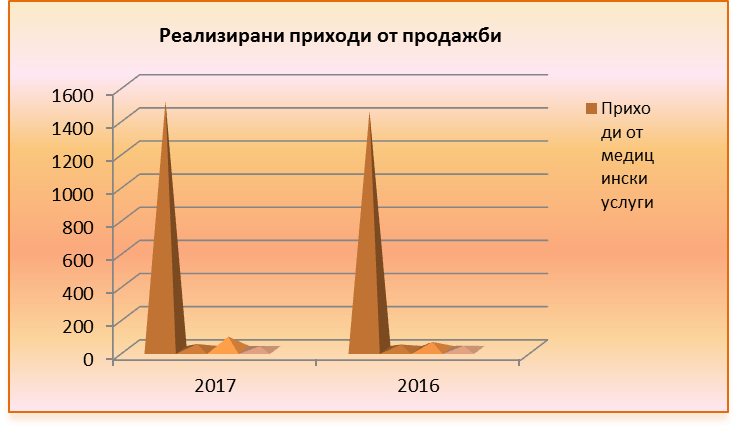 Реализирани приходи от продажби
1600
1400
1200
1000
800
600
400
200
0
2017 2016
Прихо
ди от
медиц
ински
услуги